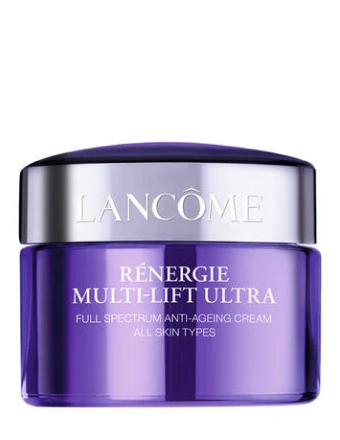 LANCÔME
RÉNERGIE
MULTI-LIFT ULTRA
FULL SPECTRUM ANTI-AGEING CREAM
ALL SKIN TYPES